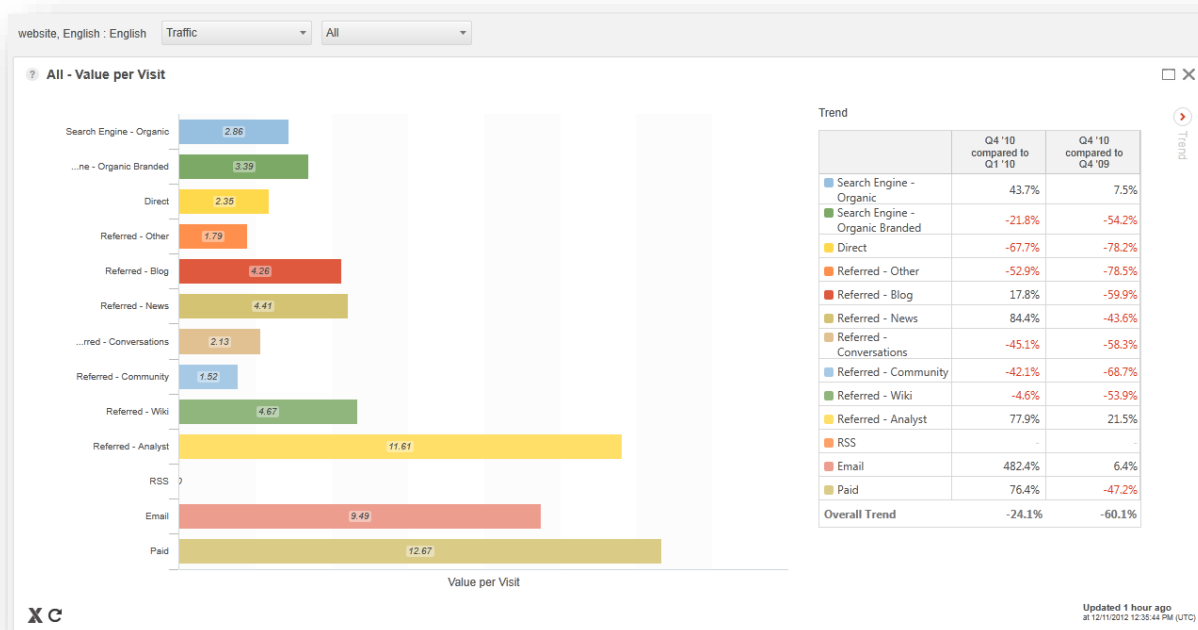 website, English : English Traffic All
? All - Value per Visit
Search Engine - Organic 2.86
...ne - Organic Branded 3.39
Direct 2.35
Referred - Other 1.79
Referred - Blog 4.26
Referred - News 4.41
...rred - Conversations 2.13
Referred - Community 1.52
Referred - Wiki 4.67
Referred - Analyst 11.61
RSS
Email 9.49
Paid 12.67
Value per Visit
Trend
Q4 '10
compared to
Q1 '10
Q4 '10
compared to
Q4 '09
Search Engine -
Organic 43.7% 7.5%
Search Engine -
Organic Branded -21.8% -54.2%
Direct -67.7% -78.2%
Referred - Other -52.9% -78.5%
Referred - Blog 17.8% -59.9%
Referred - News 84.4% -43.6%
Referred -
Conversations -45.1% -58.3%
Referred - Community -42.1% -68.7%
Referred - Wiki -4.6% -53.9%
Referred - Analyst 77.9% 21.5%
RSS - -
Email 482.4% 6.4%
Paid 76.4% -47.2%
Overall Trend -24.1% -60.1%
Trend
Updated 1 hour ago
at 12/11/2012 12:35:44 PM (UTC)